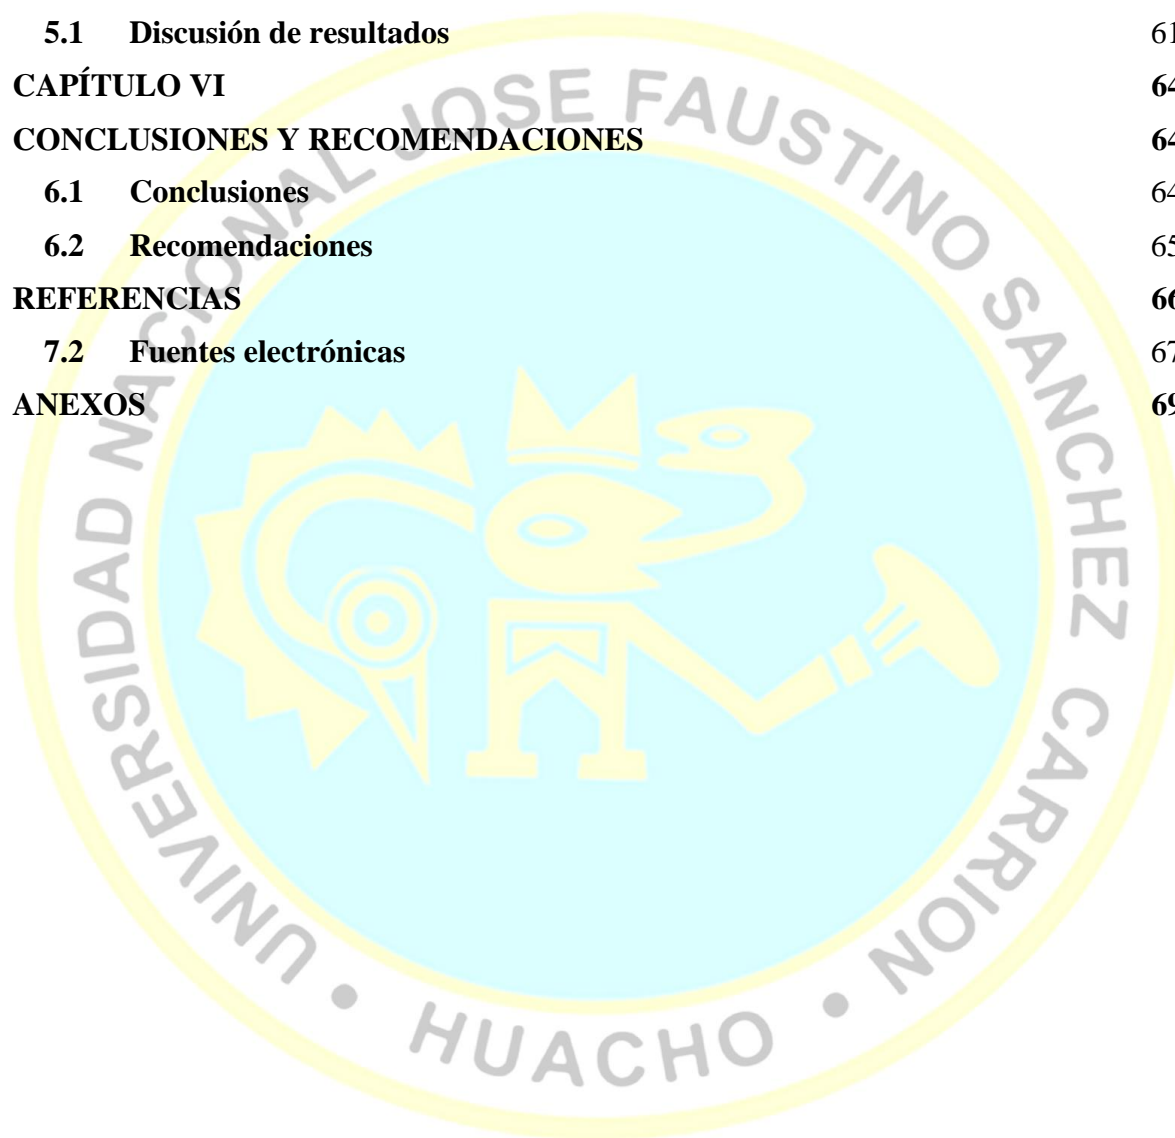 5.1 Discusión de resultados 61
CAPÍTULO VI 64
CONCLUSIONES Y RECOMENDACIONES 64
6.1 Conclusiones 64
6.2 Recomendaciones 65
REFERENCIAS 66
7.2 Fuentes electrónicas 67
ANEXOS 69
UNIVERSIDAD NACIONAL JOSE FAUSTINO SANCHEZ CARRION • HUACHO •